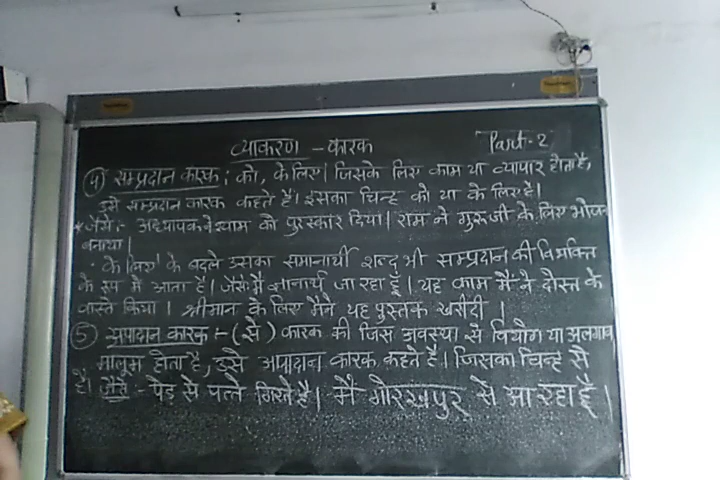 व्याकरण - कारक Part-2
④ सम्प्रदान कारक : को, के लिए। जिसके लिए काम या व्यापार होता है,
उसे सम्प्रदान कारक कहते हैं। इसका चिन्ह को या के लिए है।
* जैसे:- अध्यापक ने श्याम को पुरस्कार दिया। राम ने गुरुजी के लिए भोजन
बनाया।
. के लिए के बदले उसका समानार्थी शब्द भी सम्प्रदान की विभक्ति
के रूप में आता है। जैसे: मैं ज्ञानार्थ जा रहा हूँ। यह काम मैंने दोस्त के
वास्ते किया। श्रीमान के लिए मैंने यह पुस्तक खरीदी।
⑤ अपादान कारक :- (से) कारक की जिस अवस्था से वियोग या अलगाव
मालूम होता है, इसे अपादान कारक कहते है। जिसका चिन्ह से
है। जैसे:- पेड़ से पत्ते गिरते है। मैं गोरखपुर से आ रहा हूँ।